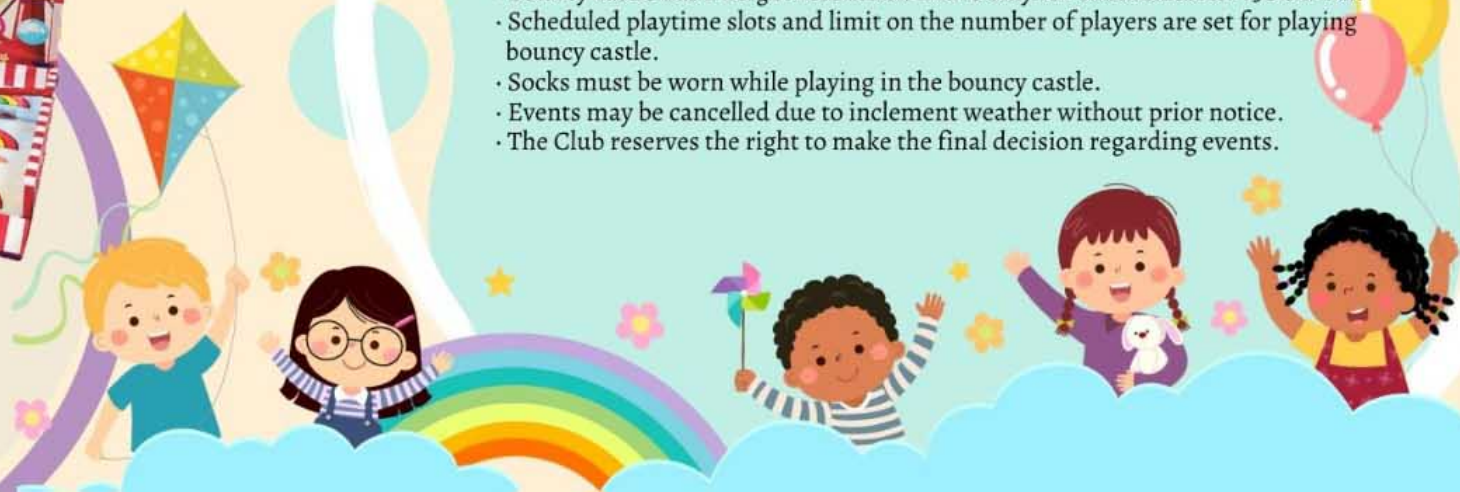 · Scheduled playtime slots and limit on the number of players are set for playing
bouncy castle.
· Socks must be worn while playing in the bouncy castle.
· Events may be cancelled due to inclement weather without prior notice.
· The Club reserves the right to make the final decision regarding events.